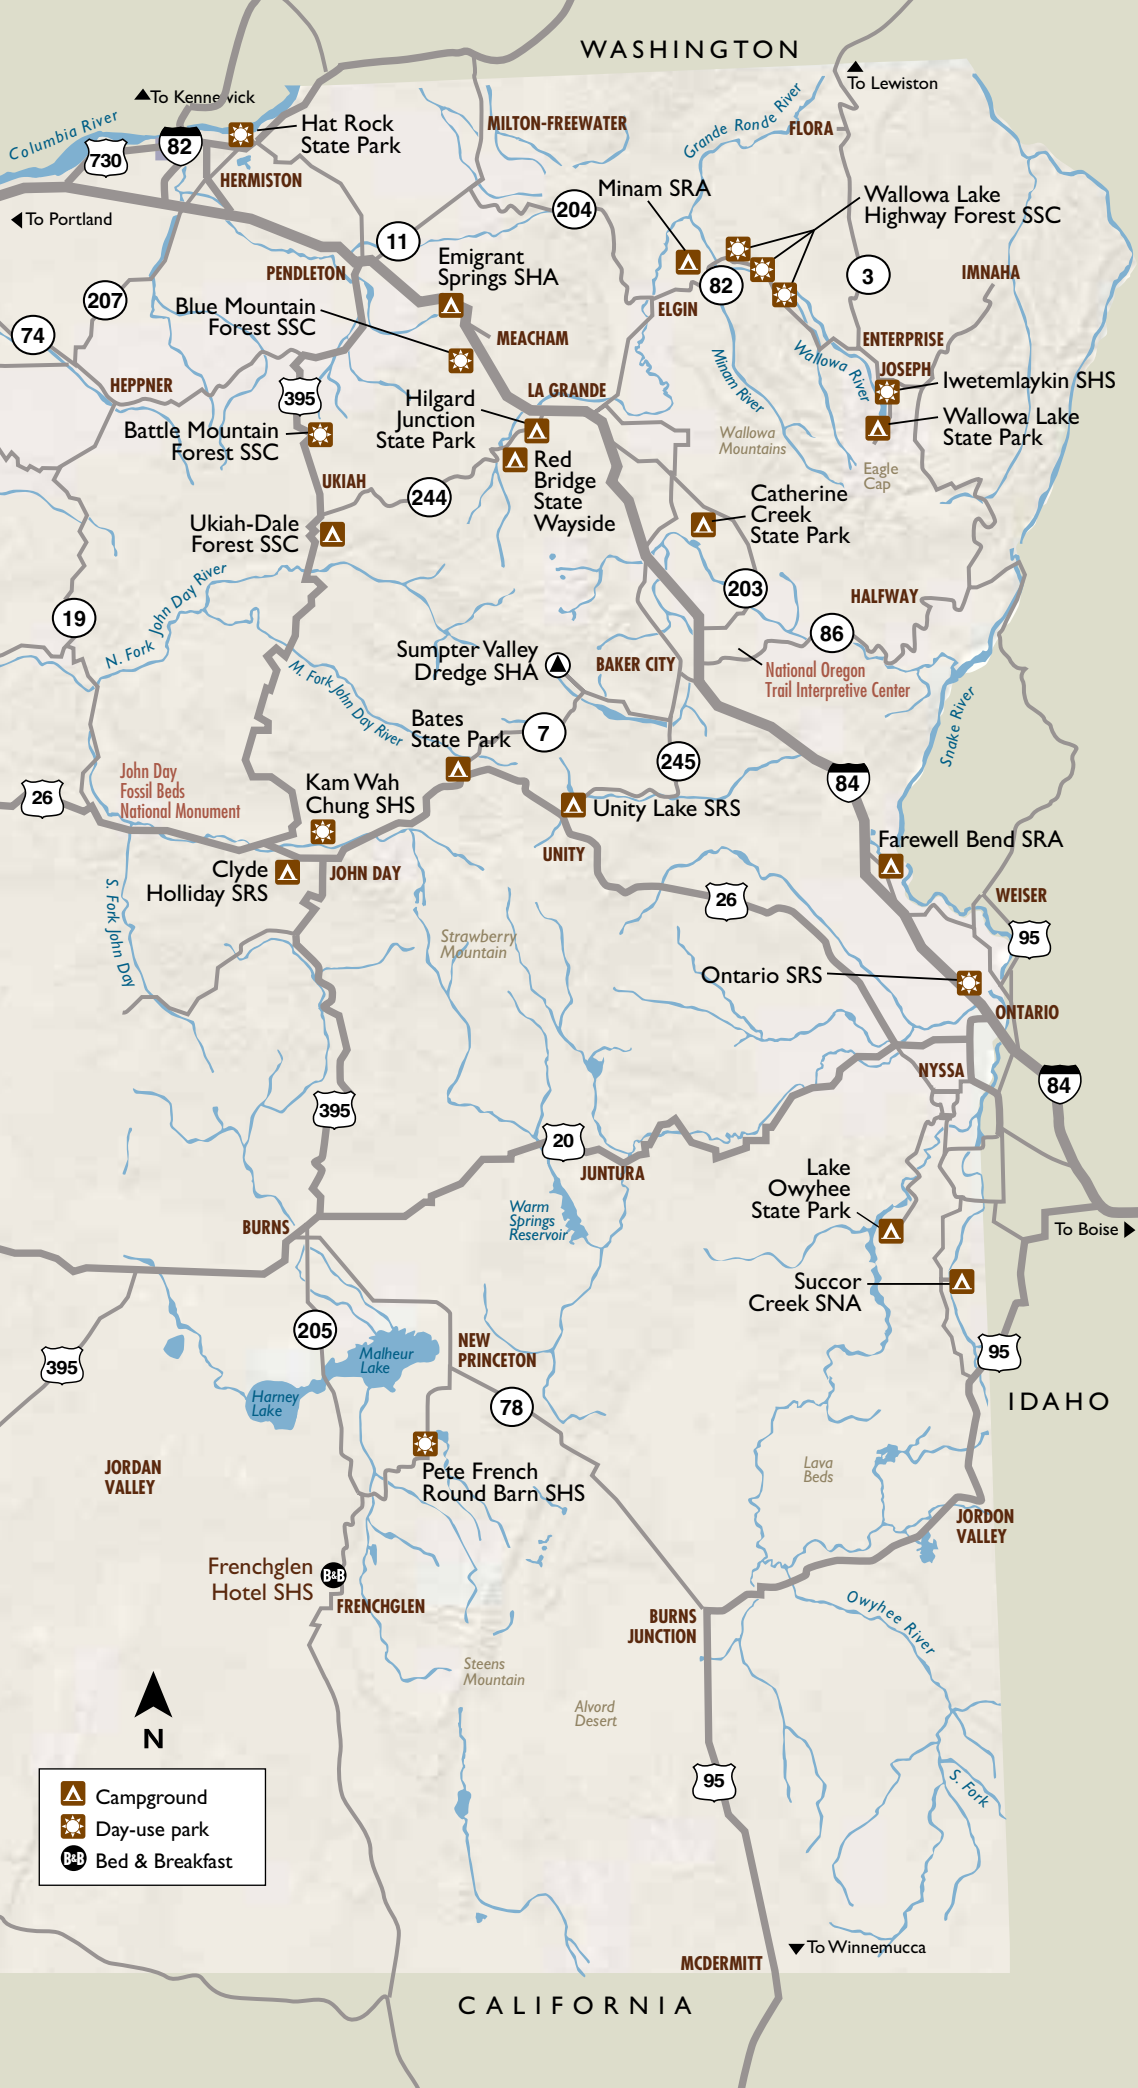 WASHINGTON
To Lewiston
To Kennewick
Columbia River
730
82
Hat Rock
State Park
MILTON-FREEWATER
Grande Ronde River
FLORA
HERMISTON
To Portland
204
Minam SRA
Wallowa Lake
Highway Forest SSC
11
PENDLETON
Emigrant
Springs SHA
82
3
IMNAHA
207
Blue Mountain
Forest SSC
ELGIN
74
MEACHAM
ENTERPRISE
Minam River
Wallowa River
JOSEPH
Iwetemlaykin SHS
HEPPNER
395
LA GRANDE
Hilgard
Junction
State Park
Wallowa Lake
State Park
Battle Mountain
Forest SSC
Wallowa
Mountains
Eagle
Cap
Red
Bridge
State
Wayside
UKIAH
244
Catherine
Creek
State Park
Ukiah-Dale
Forest SSC
N. Fork John Day River
203
HALFWAY
19
86
Sumpter Valley
Dredge SHA
BAKER CITY
National Oregon
Trail Interpretive Center
M. Fork John Day River
Snake River
Bates
State Park
7
245
84
John Day
Fossil Beds
National Monument
26
Kam Wah
Chung SHS
Unity Lake SRS
Farewell Bend SRA
UNITY
Clyde
Holliday SRS
JOHN DAY
S. Fork John Day
26
WEISER
95
Strawberry
Mountain
Ontario SRS
ONTARIO
NYSSA
84
395
20
JUNTURA
Lake
Owyhee
State Park
Warm
Springs
Reservoir
BURNS
To Boise
Succor
Creek SNA
205
NEW
PRINCETON
Malheur
Lake
395
95
Harney
Lake
78
IDAHO
Pete French
Round Barn SHS
JORDAN
VALLEY
Lava
Beds
JORDON
VALLEY
Frenchglen
Hotel SHS
B&B
FRENCHGLEN
BURNS
JUNCTION
Owyhee River
Steens
Mountain
Alvord
Desert
N
95
S. Fork
Campground
Day-use park
B&B Bed & Breakfast
To Winnemucca
MCDERMITT
CALIFORNIA